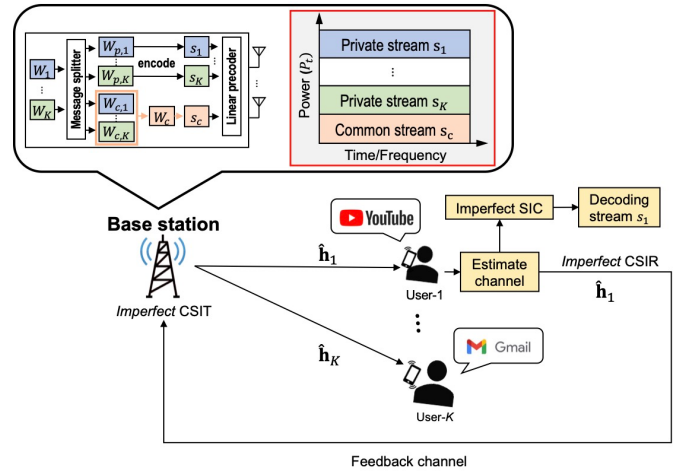 W_1
⋮
W_K
Message splitter
W_{p,1}
⋮
W_{p,K}
W_{c,1}
⋮
W_{c,K}
encode
W_c
s_1
⋮
s_K
s_c
Linear precoder
⋮
Power (P_t)
Private stream s_1
⋮
Private stream s_K
Common stream s_c
Time/Frequency
Base station
Imperfect CSIT
ĥ_1
ĥ_K
YouTube
User-1
⋮
Gmail
User-K
Imperfect SIC
Decoding
stream s_1
Estimate
channel
Imperfect CSIR
ĥ_1
Feedback channel